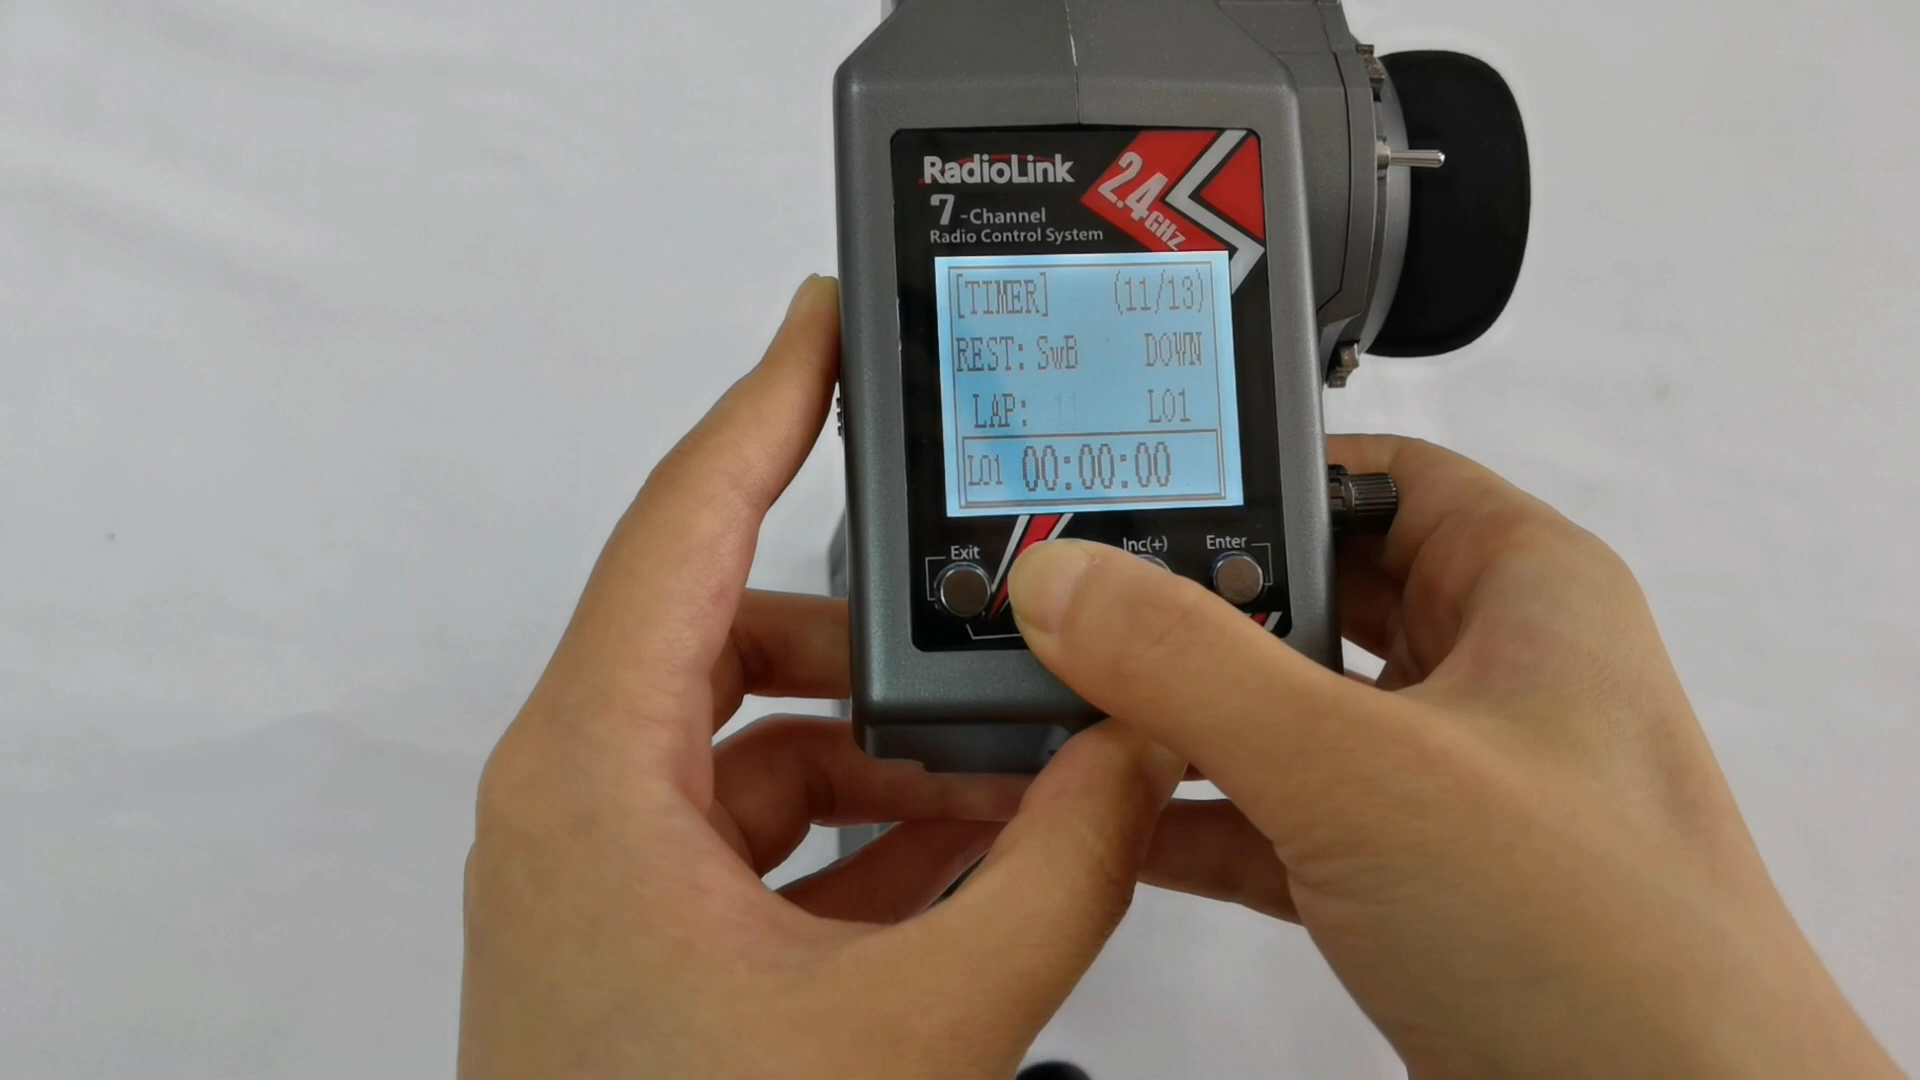 RadioLink
7-Channel
Radio Control System
2.4GHz
[TIMER] (11/13)
REST: SwB DOWN
LAP: L01
L01 00:00:00
Exit Inc(+) Enter